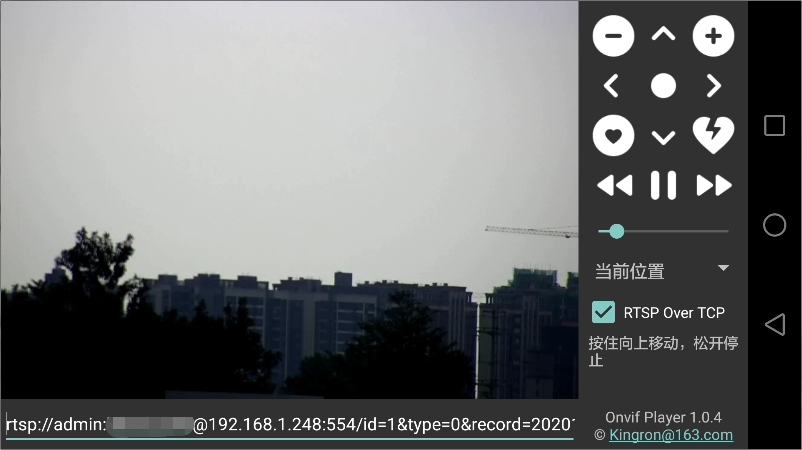 当前位置
RTSP Over TCP
按住向上移动，松开停
止
rtsp://admin: @192.168.1.248:554/id=1&type=0&record=2020
Onvif Player 1.0.4
© Kingron@163.com